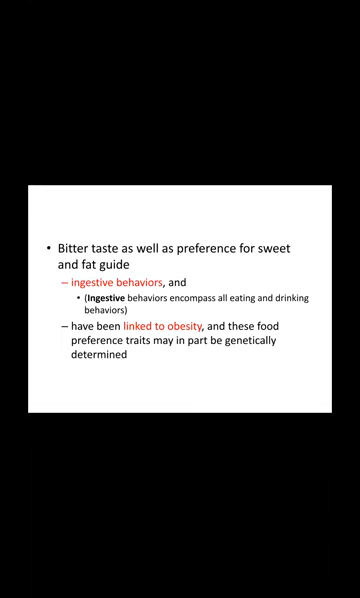 • Bitter taste as well as preference for sweet
and fat guide
– ingestive behaviors, and
• (Ingestive behaviors encompass all eating and drinking
behaviors)
– have been linked to obesity, and these food
preference traits may in part be genetically
determined